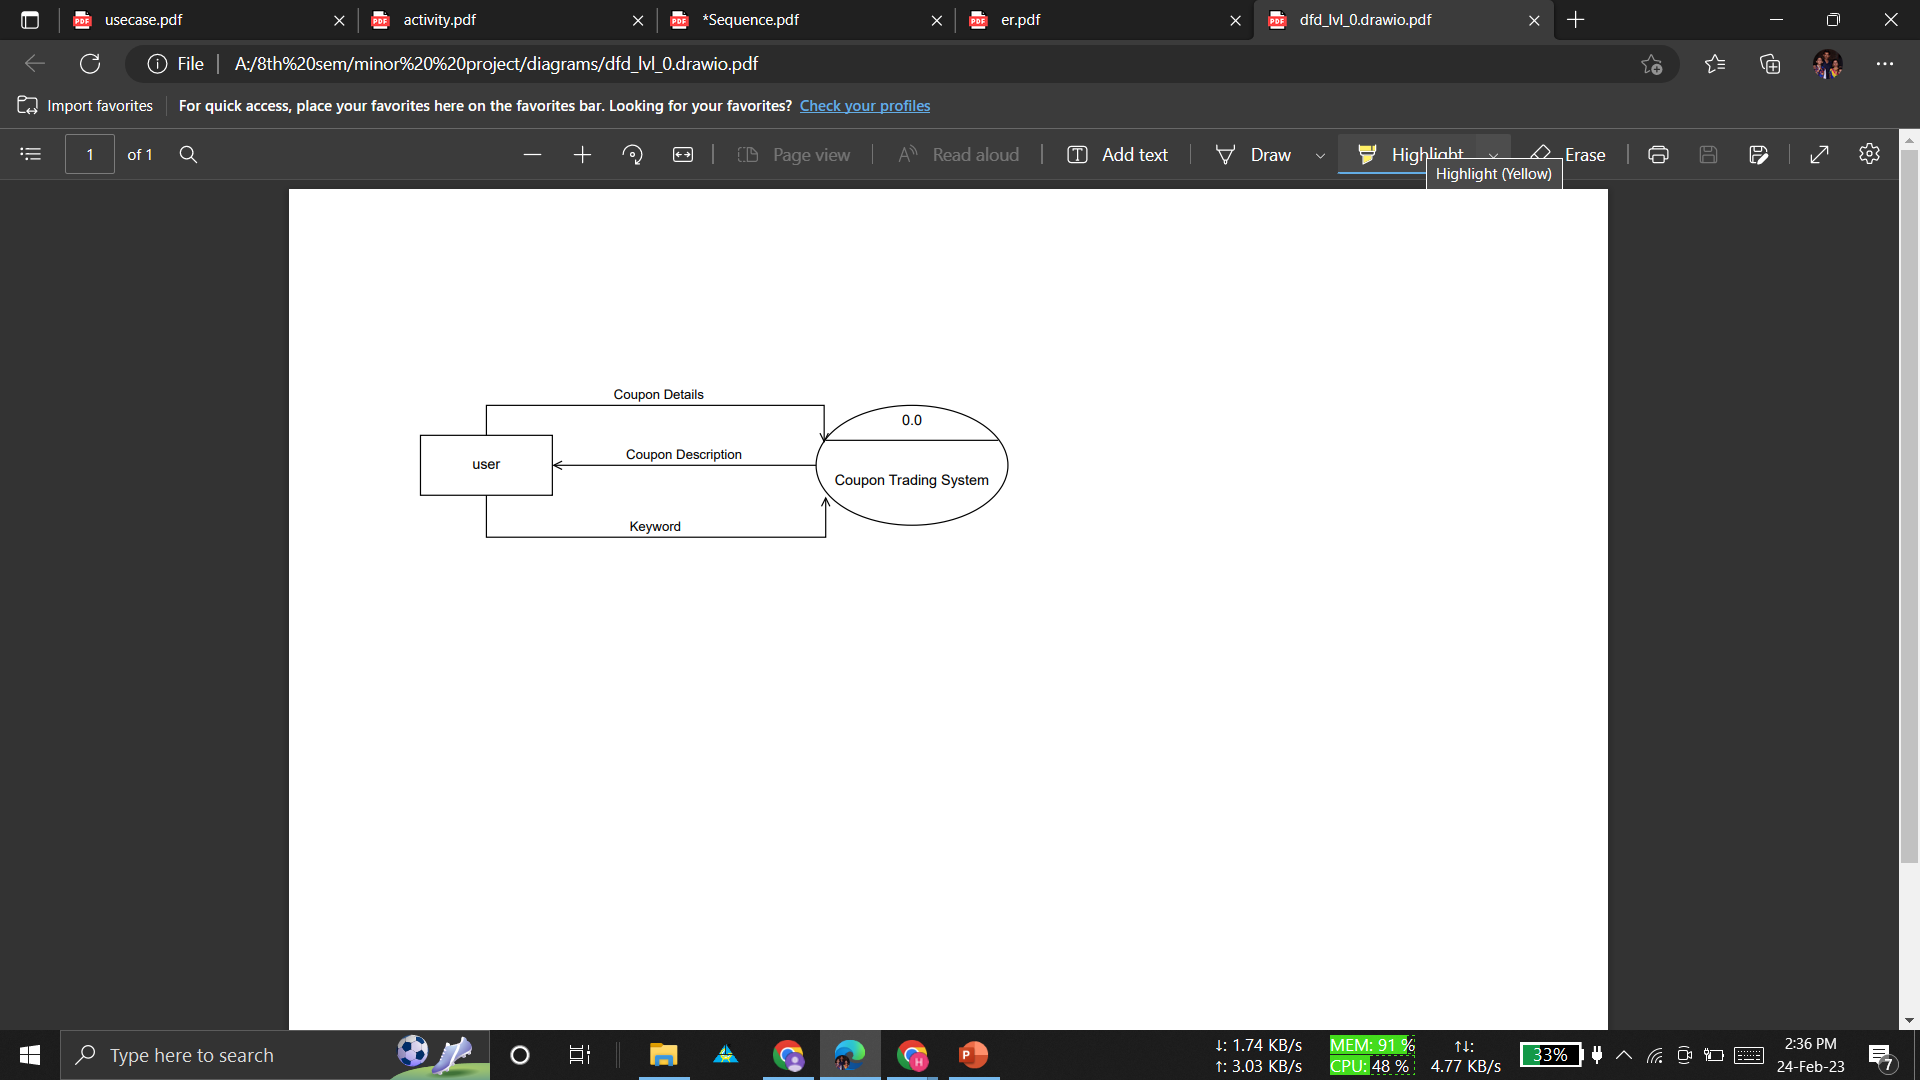 usecase.pdf
activity.pdf
*Sequence.pdf
er.pdf
dfd_lvl_0.drawio.pdf
File
A:/8th%20sem/minor%20%20project/diagrams/dfd_lvl_0.drawio.pdf
Import favorites
For quick access, place your favorites here on the favorites bar. Looking for your favorites? Check your profiles
1 of 1
Page view
Read aloud
Add text
Draw
Highlight
Erase
Highlight (Yellow)
Coupon Details
0.0
user
Coupon Description
Coupon Trading System
Keyword
Type here to search
↓: 1.74 KB/s
↑: 3.03 KB/s
MEM: 91 %
CPU: 48 %
↑↓:
4.77 KB/s
33%
2:36 PM
24-Feb-23
7